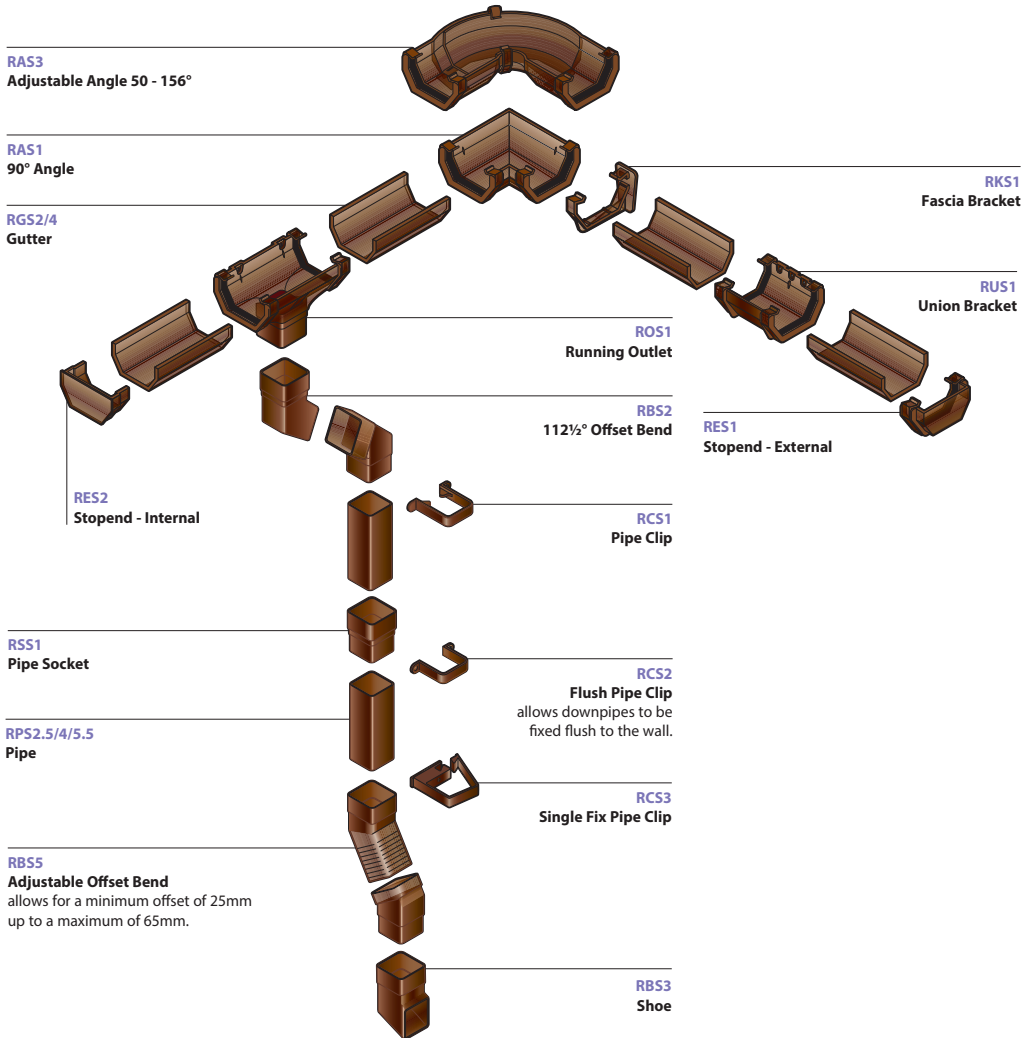 RAS3
Adjustable Angle 50 - 156°
RAS1
90° Angle
RKS1
Fascia Bracket
RGS2/4
Gutter
RUS1
Union Bracket
ROS1
Running Outlet
RBS2
112½° Offset Bend
RES1
Stopend - External
RES2
Stopend - Internal
RCS1
Pipe Clip
RSS1
Pipe Socket
RCS2
Flush Pipe Clip
allows downpipes to be
fixed flush to the wall.
RPS2.5/4/5.5
Pipe
RCS3
Single Fix Pipe Clip
RBS5
Adjustable Offset Bend
allows for a minimum offset of 25mm
up to a maximum of 65mm.
RBS3
Shoe